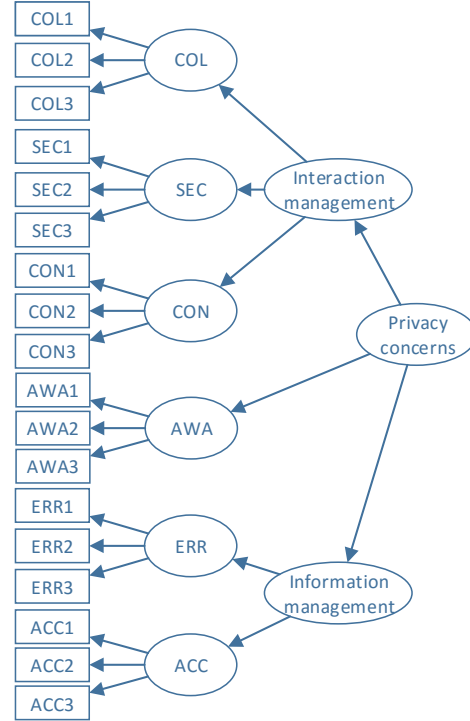 COL1
COL2
COL3
SEC1
SEC2
SEC3
CON1
CON2
CON3
AWA1
AWA2
AWA3
ERR1
ERR2
ERR3
ACC1
ACC2
ACC3
COL
SEC
CON
AWA
ERR
ACC
Interaction
management
Information
management
Privacy
concerns